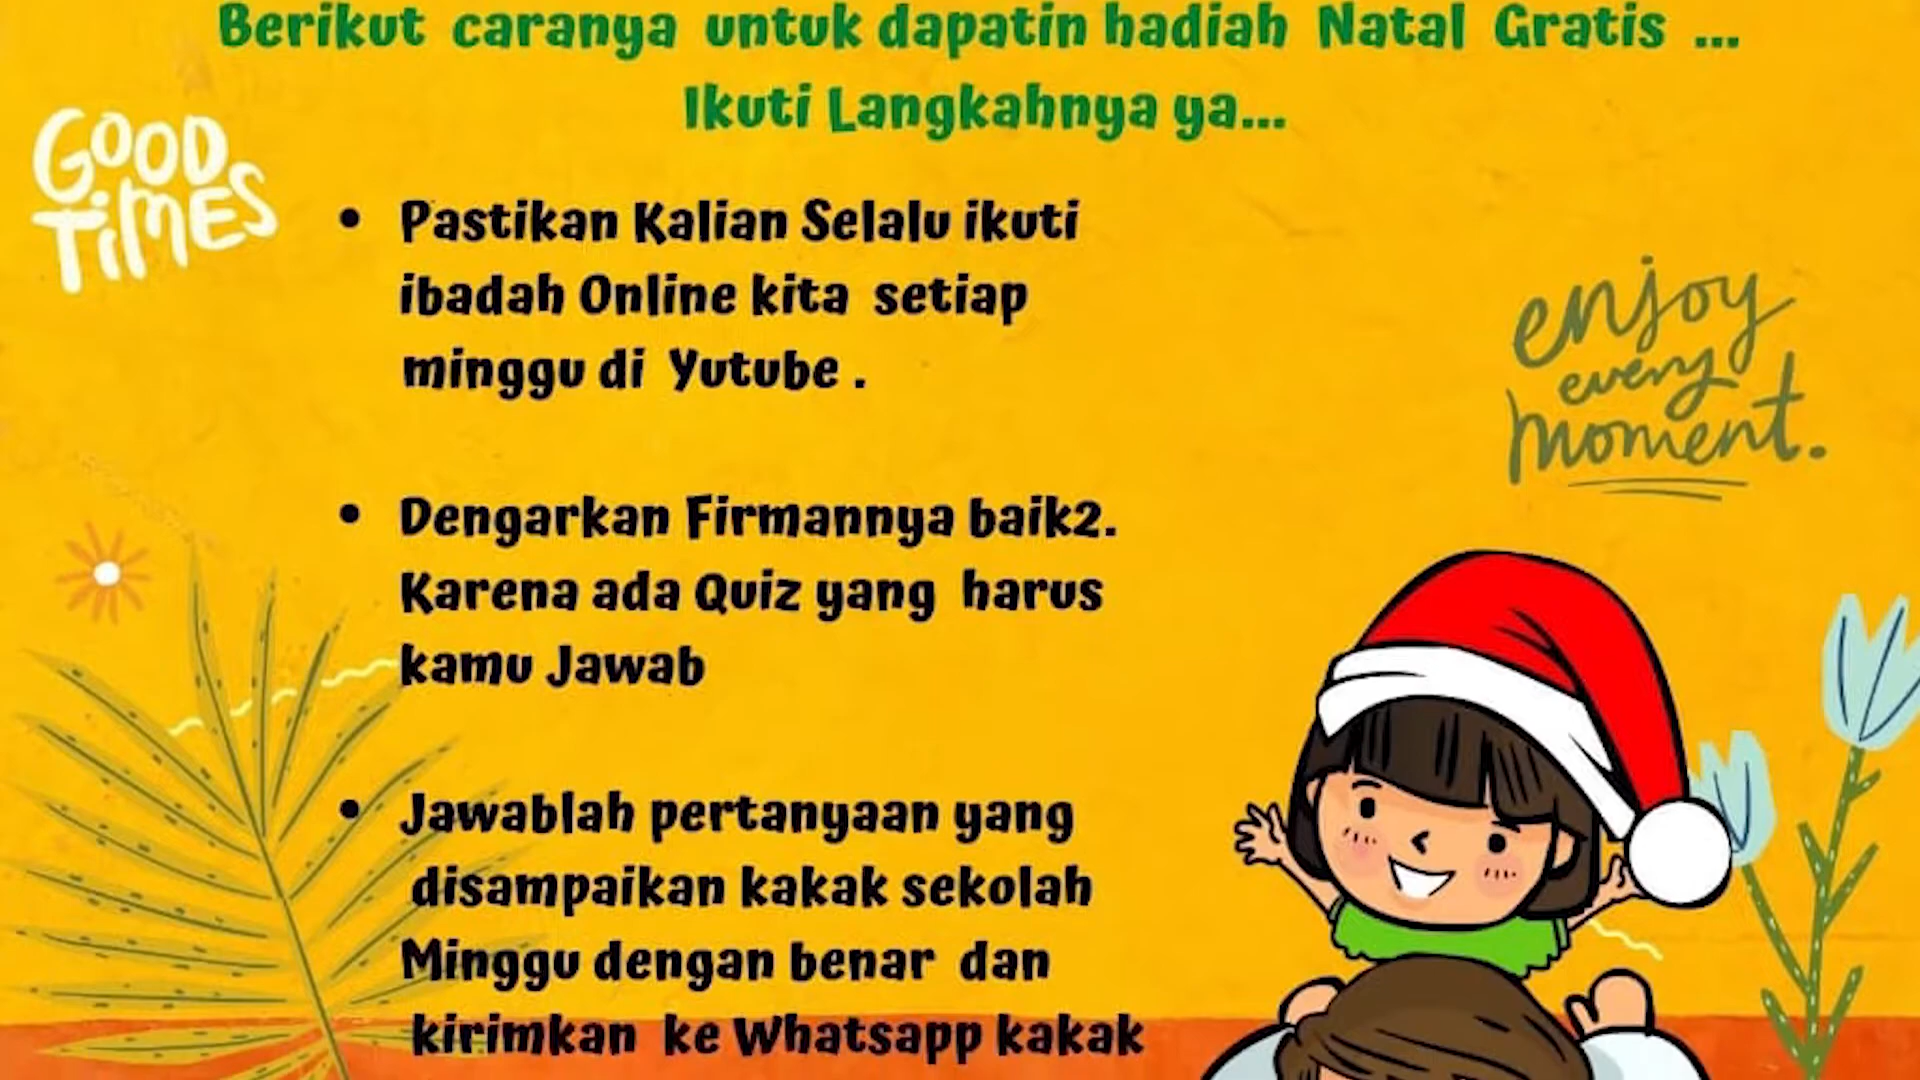 Berikut caranya untuk dapatin hadiah Natal Gratis ...
Ikuti Langkahnya ya...
GOOD
TiMES
• Pastikan Kalian Selalu ikuti
ibadah Online kita setiap
minggu di Yutube .
enjoy
every
moment.
• Dengarkan Firmannya baik2.
Karena ada Quiz yang harus
kamu Jawab
• Jawablah pertanyaan yang
disampaikan kakak sekolah
Minggu dengan benar dan
kirimkan ke Whatsapp kakak